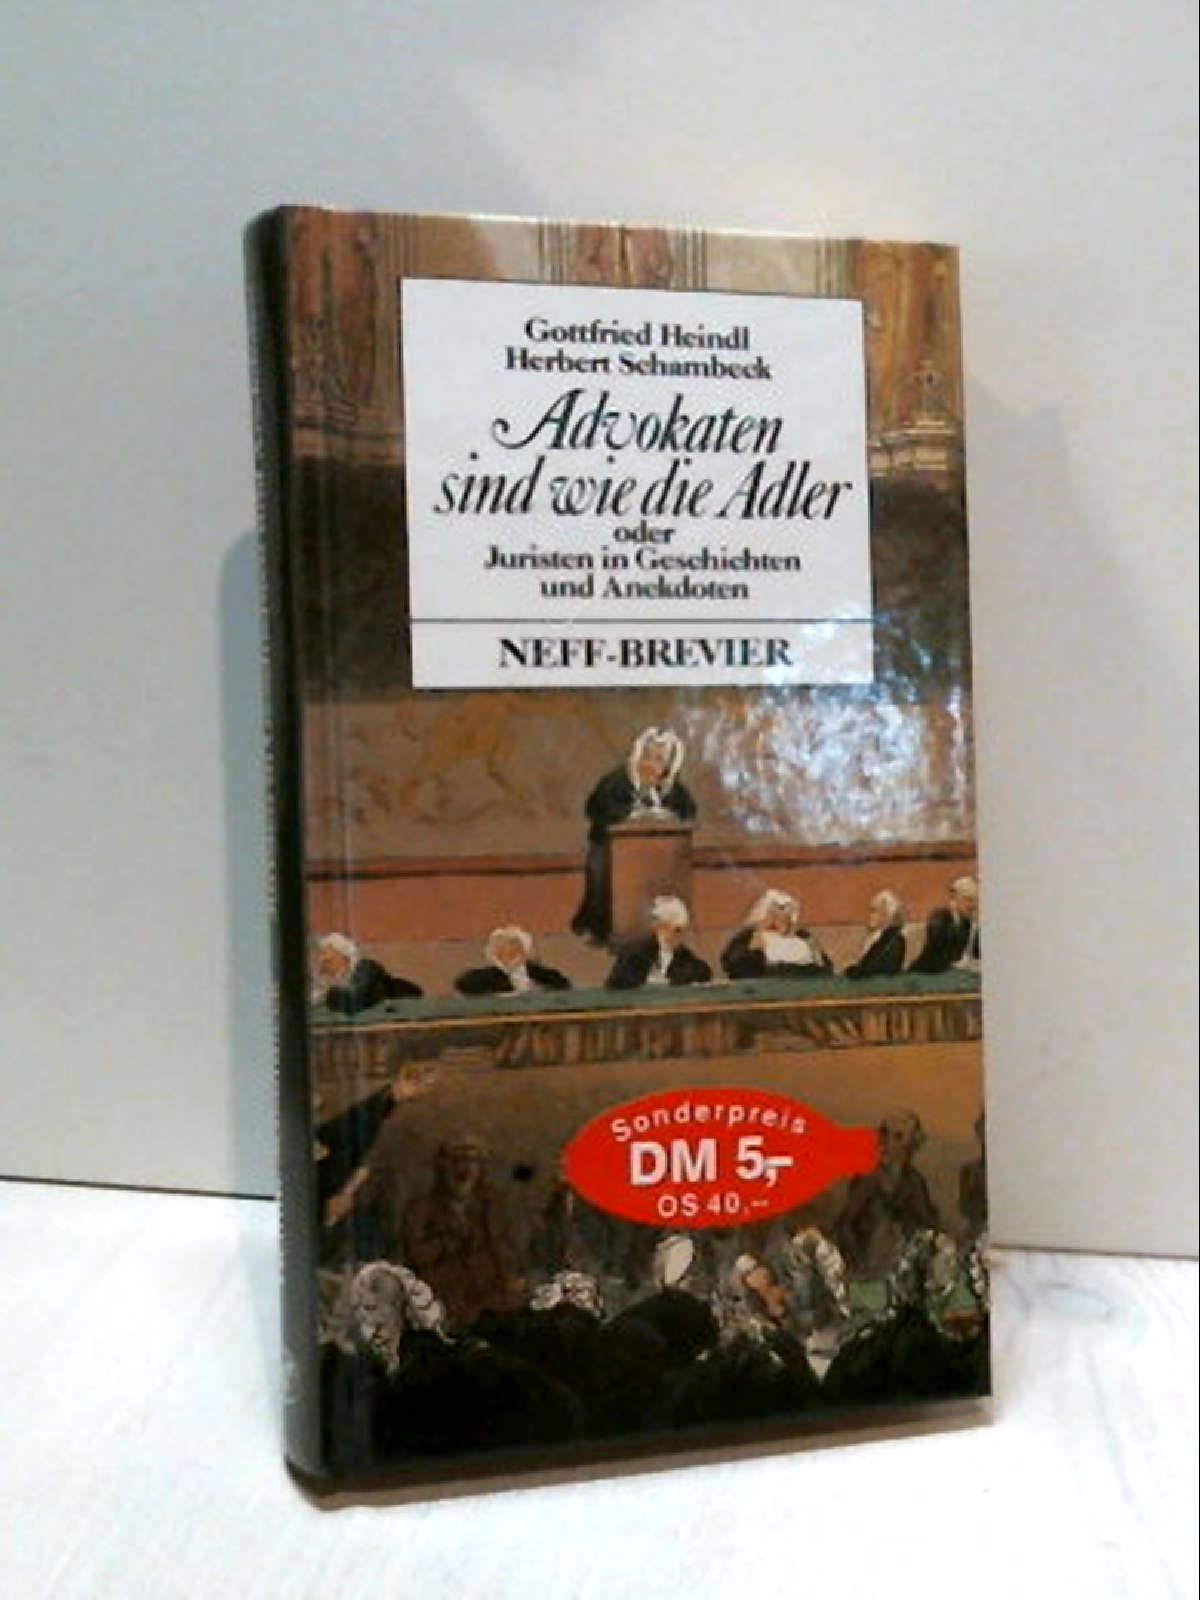 Gottfried Heindl
Herbert Schambeck
Advokaten
sind wie die Adler
oder
Juristen in Geschichten
und Anekdoten
NEFF-BREVIER
Sonderpreis
DM 5,-
ÖS 40,--